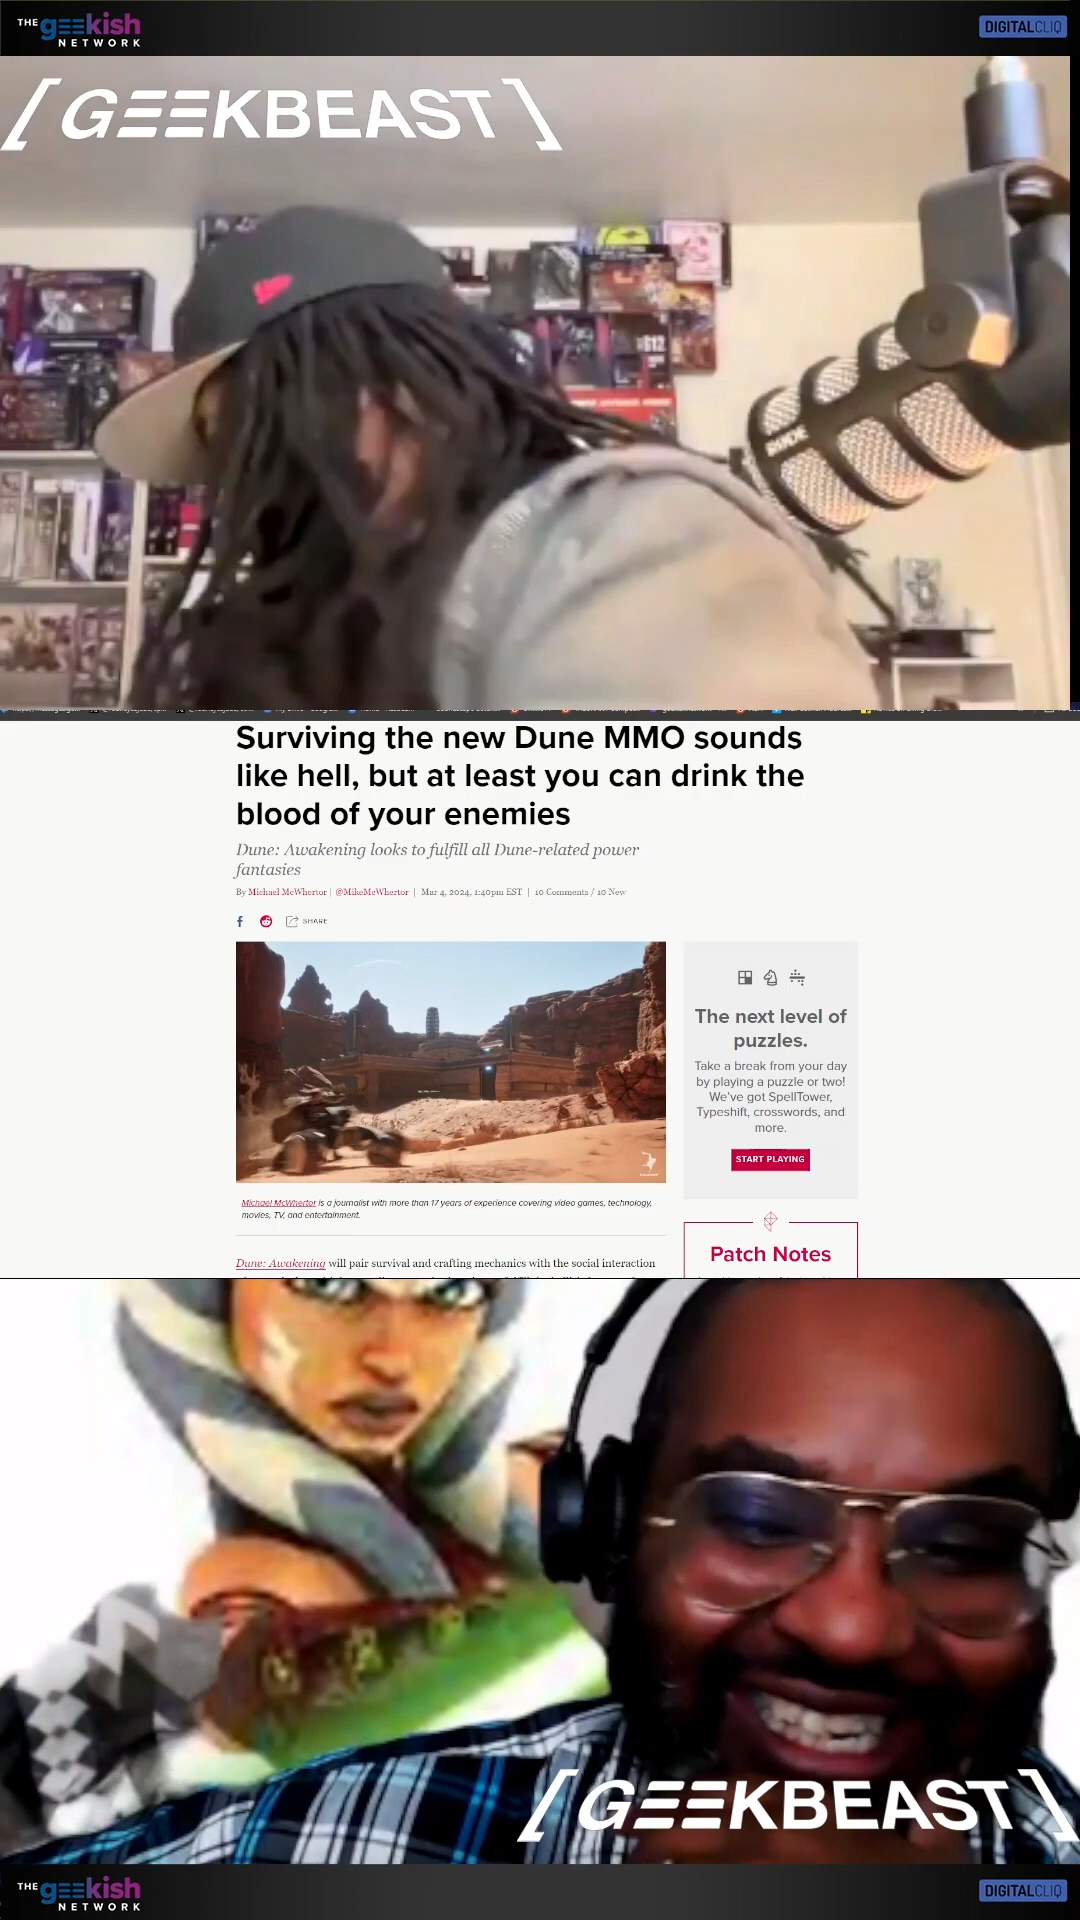 THE geekish NETWORK
DIGITALCLIQ
[GEEKBEAST]
RODE
Surviving the new Dune MMO sounds
like hell, but at least you can drink the
blood of your enemies
Dune: Awakening looks to fulfill all Dune-related power
fantasies
By Michael McWhertor | @MikeMcWhertor | Mar 4, 2024, 1:40pm EST | 10 Comments / 10 New
SHARE
The next level of
puzzles.
Take a break from your day
by playing a puzzle or two!
We've got SpellTower,
Typeshift, crosswords, and
more.
START PLAYING
Michael McWhertor is a journalist with more than 17 years of experience covering video games, technology,
movies, TV, and entertainment.
Patch Notes
Dune: Awakening will pair survival and crafting mechanics with the social interaction
[GEEKBEAST]
THE geekish NETWORK
DIGITALCLIQ